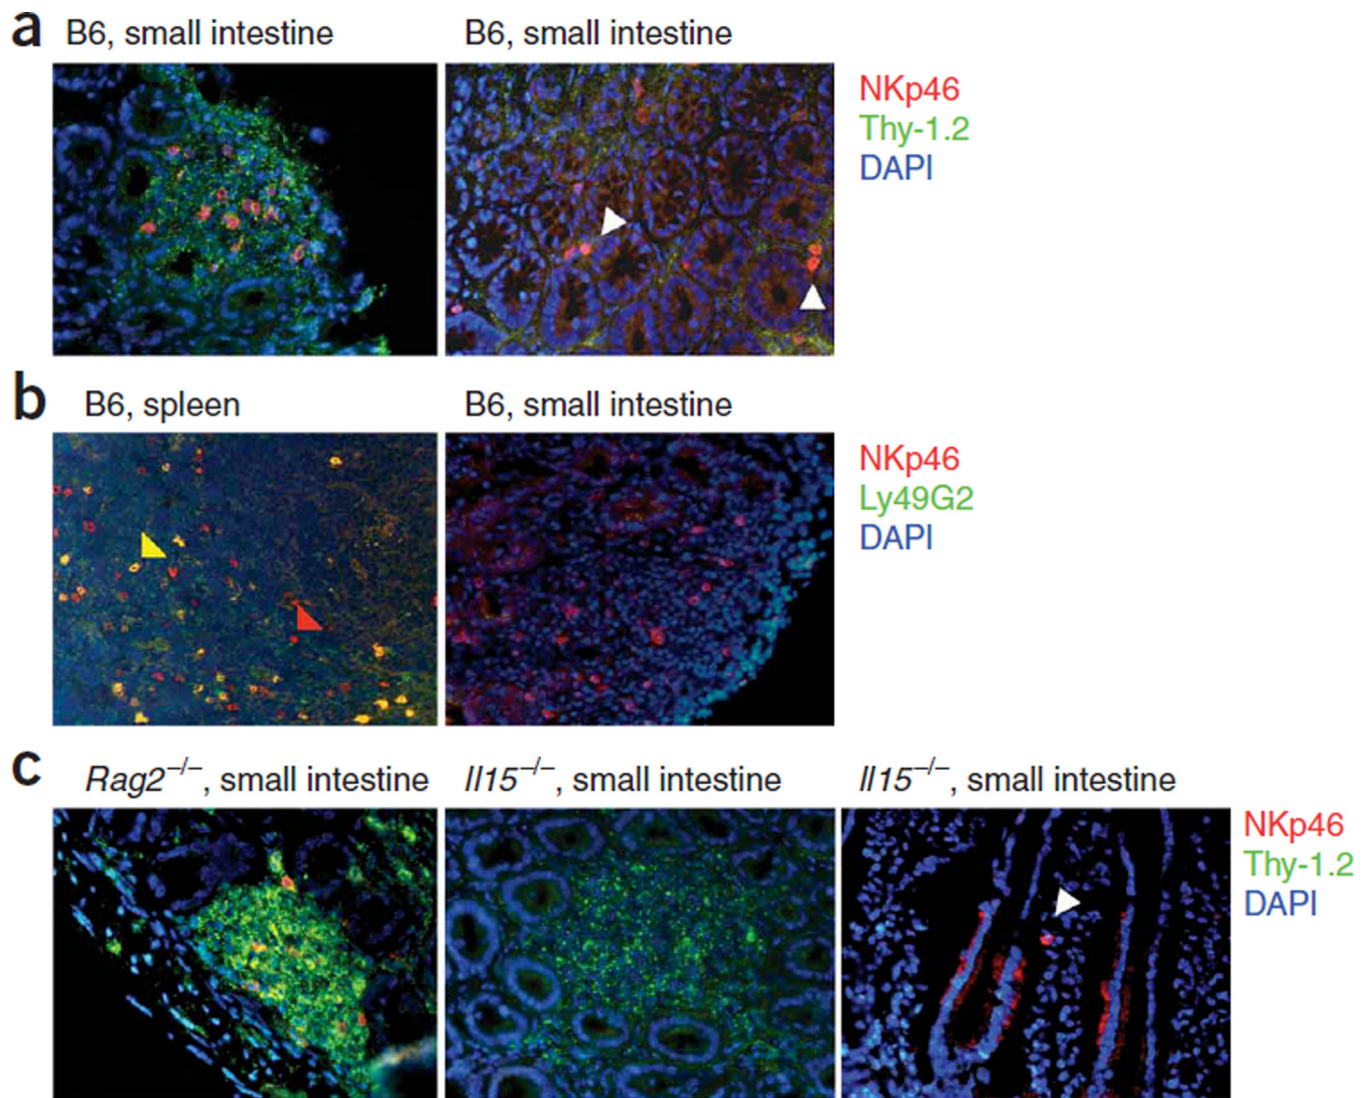 a
B6, small intestine
B6, small intestine
NKp46
Thy-1.2
DAPI
b
B6, spleen
B6, small intestine
NKp46
Ly49G2
DAPI
c
Rag2–/–, small intestine
Il15–/–, small intestine
Il15–/–, small intestine
NKp46
Thy-1.2
DAPI